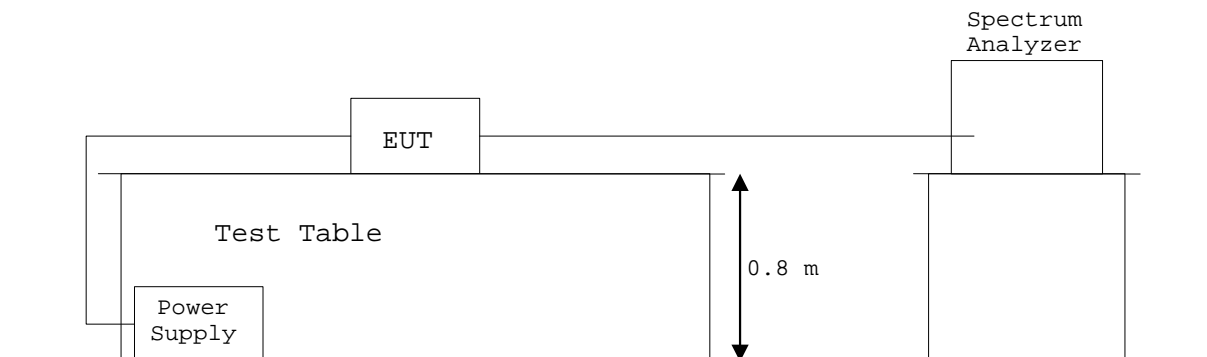 Spectrum
Analyzer
EUT
Test Table
0.8 m
Power
Supply